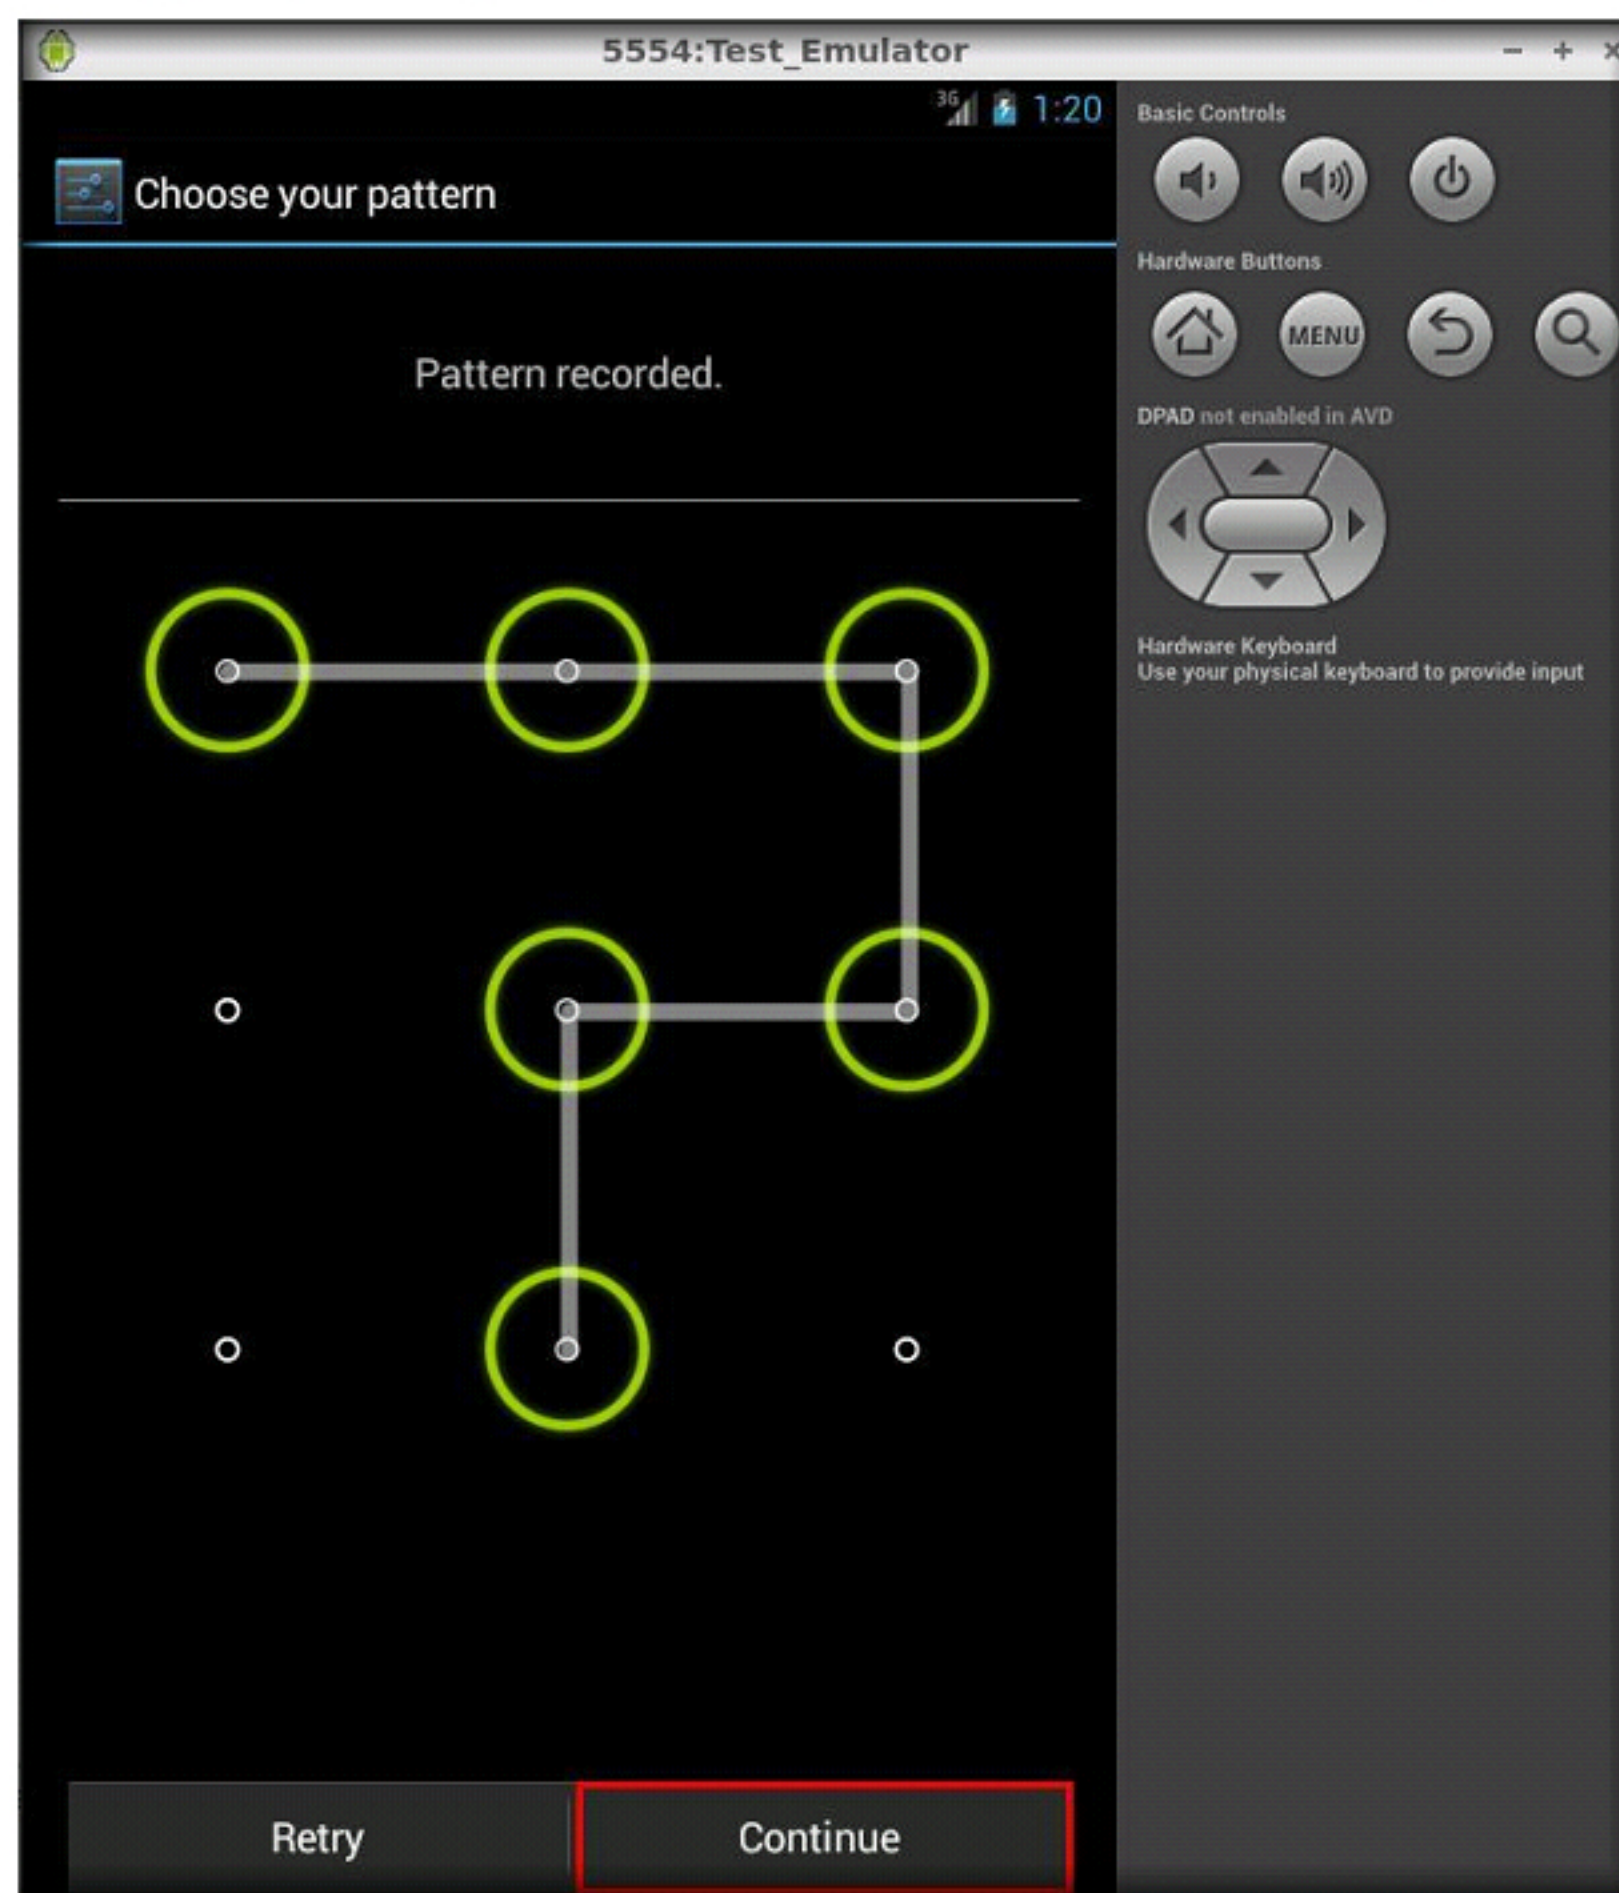 5554:Test_Emulator
3G 1:20
Choose your pattern
Pattern recorded.
Retry
Continue
Basic Controls
Hardware Buttons
MENU
DPAD not enabled in AVD
Hardware Keyboard
Use your physical keyboard to provide input